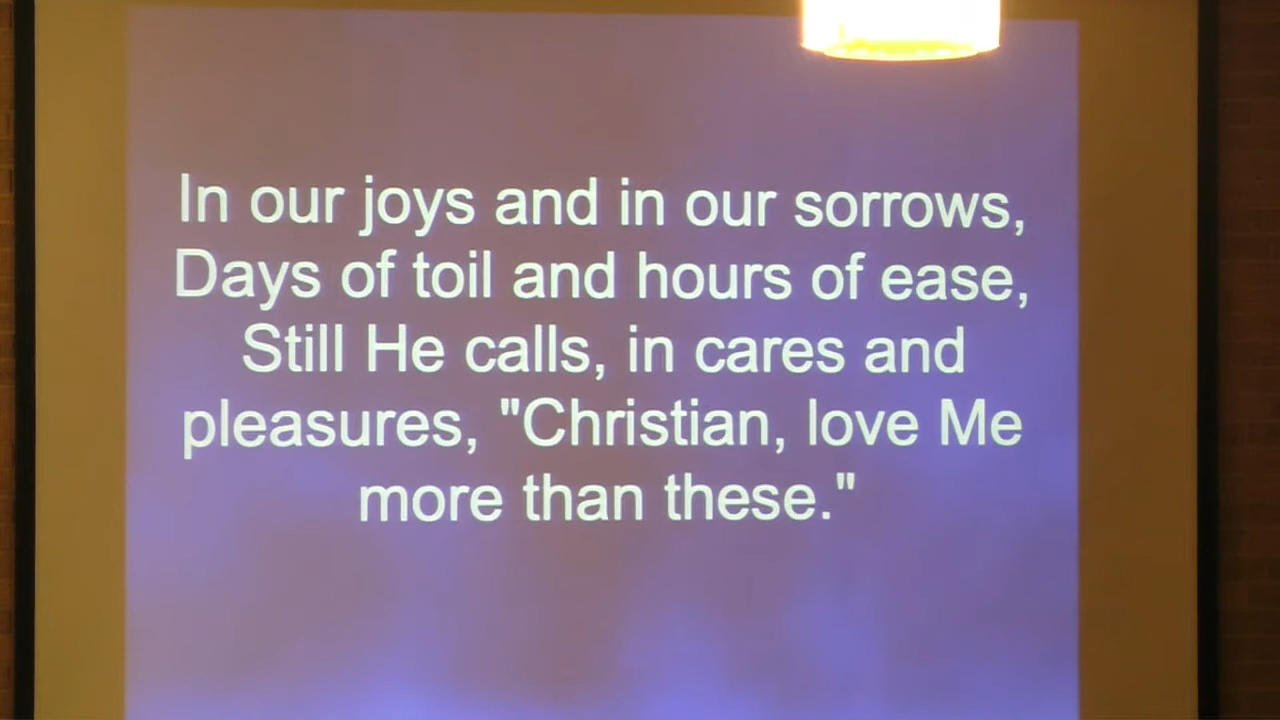 In our joys and in our sorrows,
Days of toil and hours of ease,
Still He calls, in cares and
pleasures, "Christian, love Me
more than these."